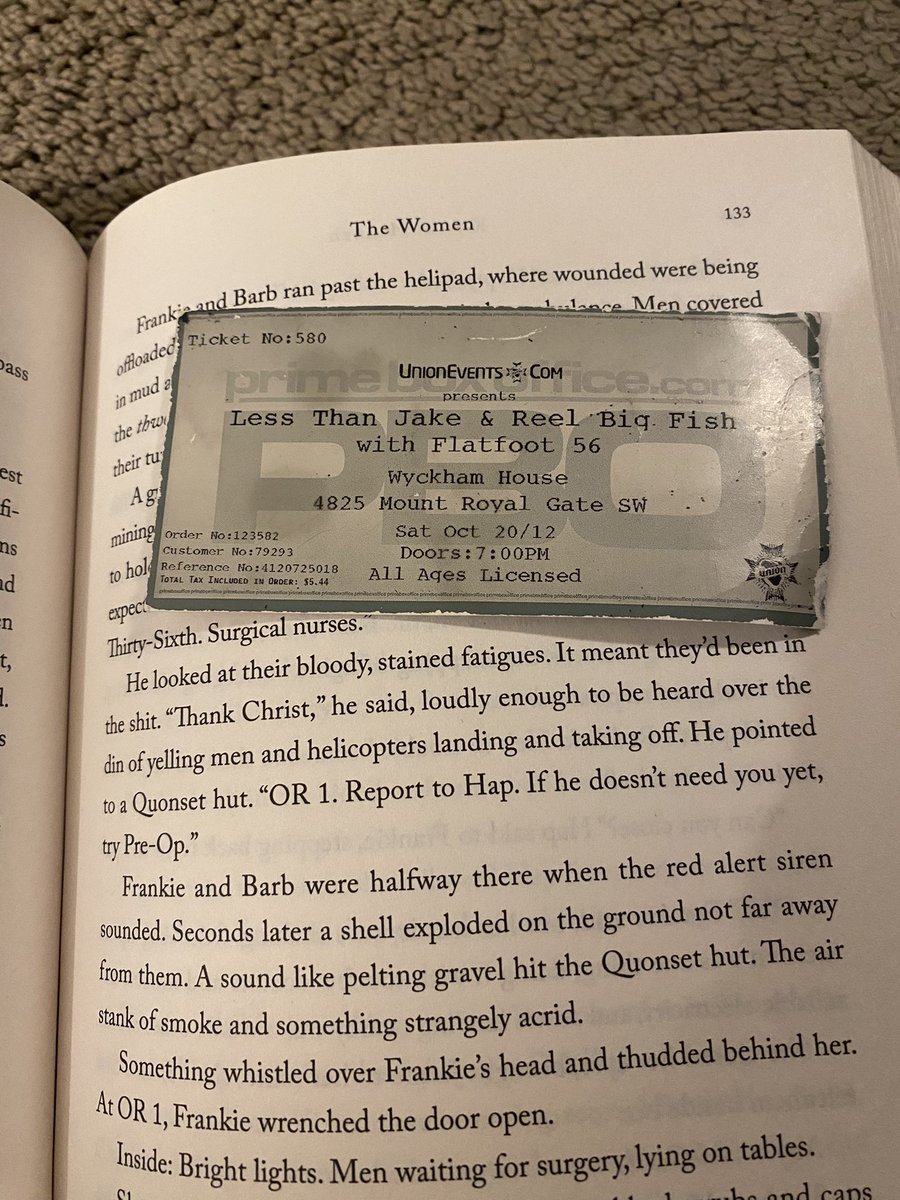 The Women
133
Frankie and Barb ran past the helipad, where wounded were being
offloaded
Men covered
in mud
the
their
Ticket No:580
primeboxoffice.com
UNIONEVENTS COM
presents
PBO
Less Than Jake & Reel Big Fish
with Flatfoot 56
Wyckham House
4825 Mount Royal Gate SW
Sat Oct 20/12
Doors:7:00PM
All Ages Licensed
Order No:123582
Customer No:79293
Reference No:4120725018
TOTAL TAX INCLUDED IN ORDER: $5.44
UNION
A
mining
to
Thirty-Sixth. Surgical nurses.”
He looked at their bloody, stained fatigues. It meant they’d been in
the shit. “Thank Christ,” he said, loudly enough to be heard over the
din of yelling men and helicopters landing and taking off. He pointed
to a Quonset hut. “OR 1. Report to Hap. If he doesn’t need you yet,
try Pre-Op.”
Frankie and Barb were halfway there when the red alert siren
sounded. Seconds later a shell exploded on the ground not far away
from them. A sound like pelting gravel hit the Quonset hut. The air
stank of smoke and something strangely acrid.
Something whistled over Frankie’s head and thudded behind her.
At OR 1, Frankie wrenched the door open.
Inside: Bright lights. Men waiting for surgery, lying on tables.
and caps